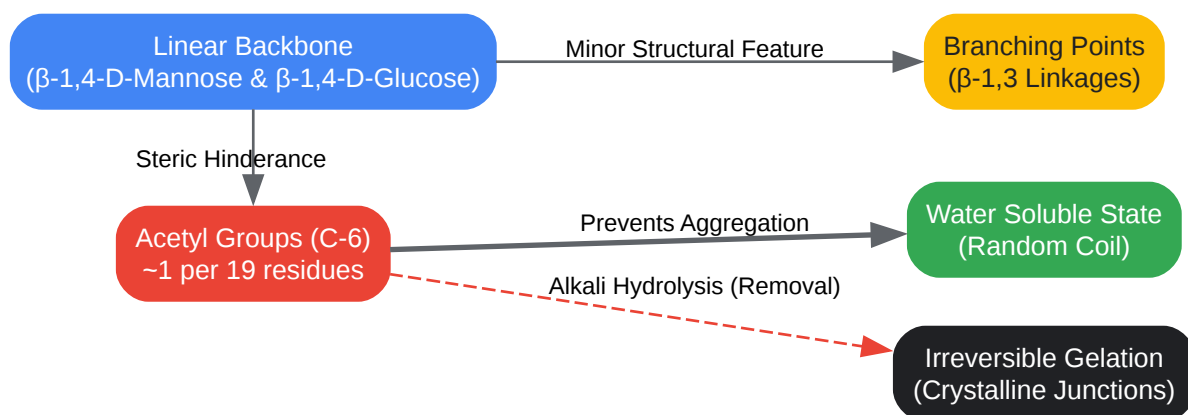 Linear Backbone
(β-1,4-D-Mannose & β-1,4-D-Glucose)
Minor Structural Feature
Branching Points
(β-1,3 Linkages)
Steric Hinderance
Acetyl Groups (C-6)
~1 per 19 residues
Prevents Aggregation
Water Soluble State
(Random Coil)
Alkali Hydrolysis (Removal)
Irreversible Gelation
(Crystalline Junctions)